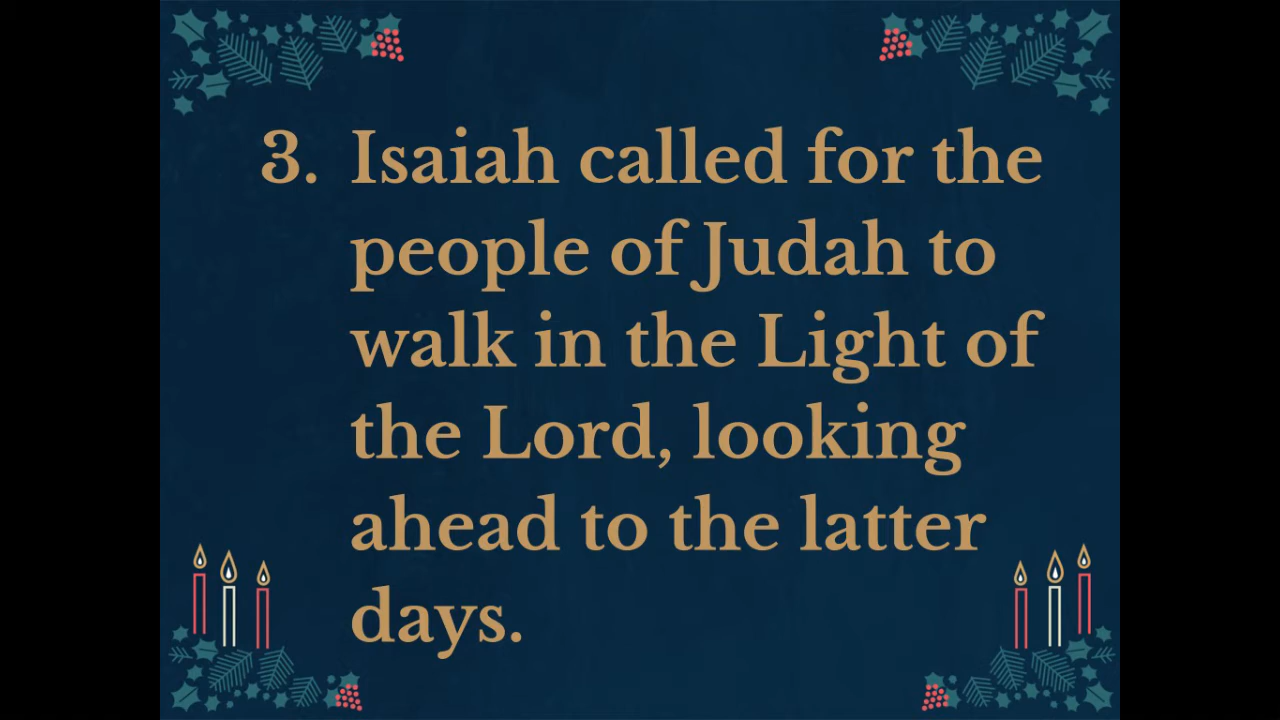 3. Isaiah called for the
people of Judah to
walk in the Light of
the Lord, looking
ahead to the latter
days.